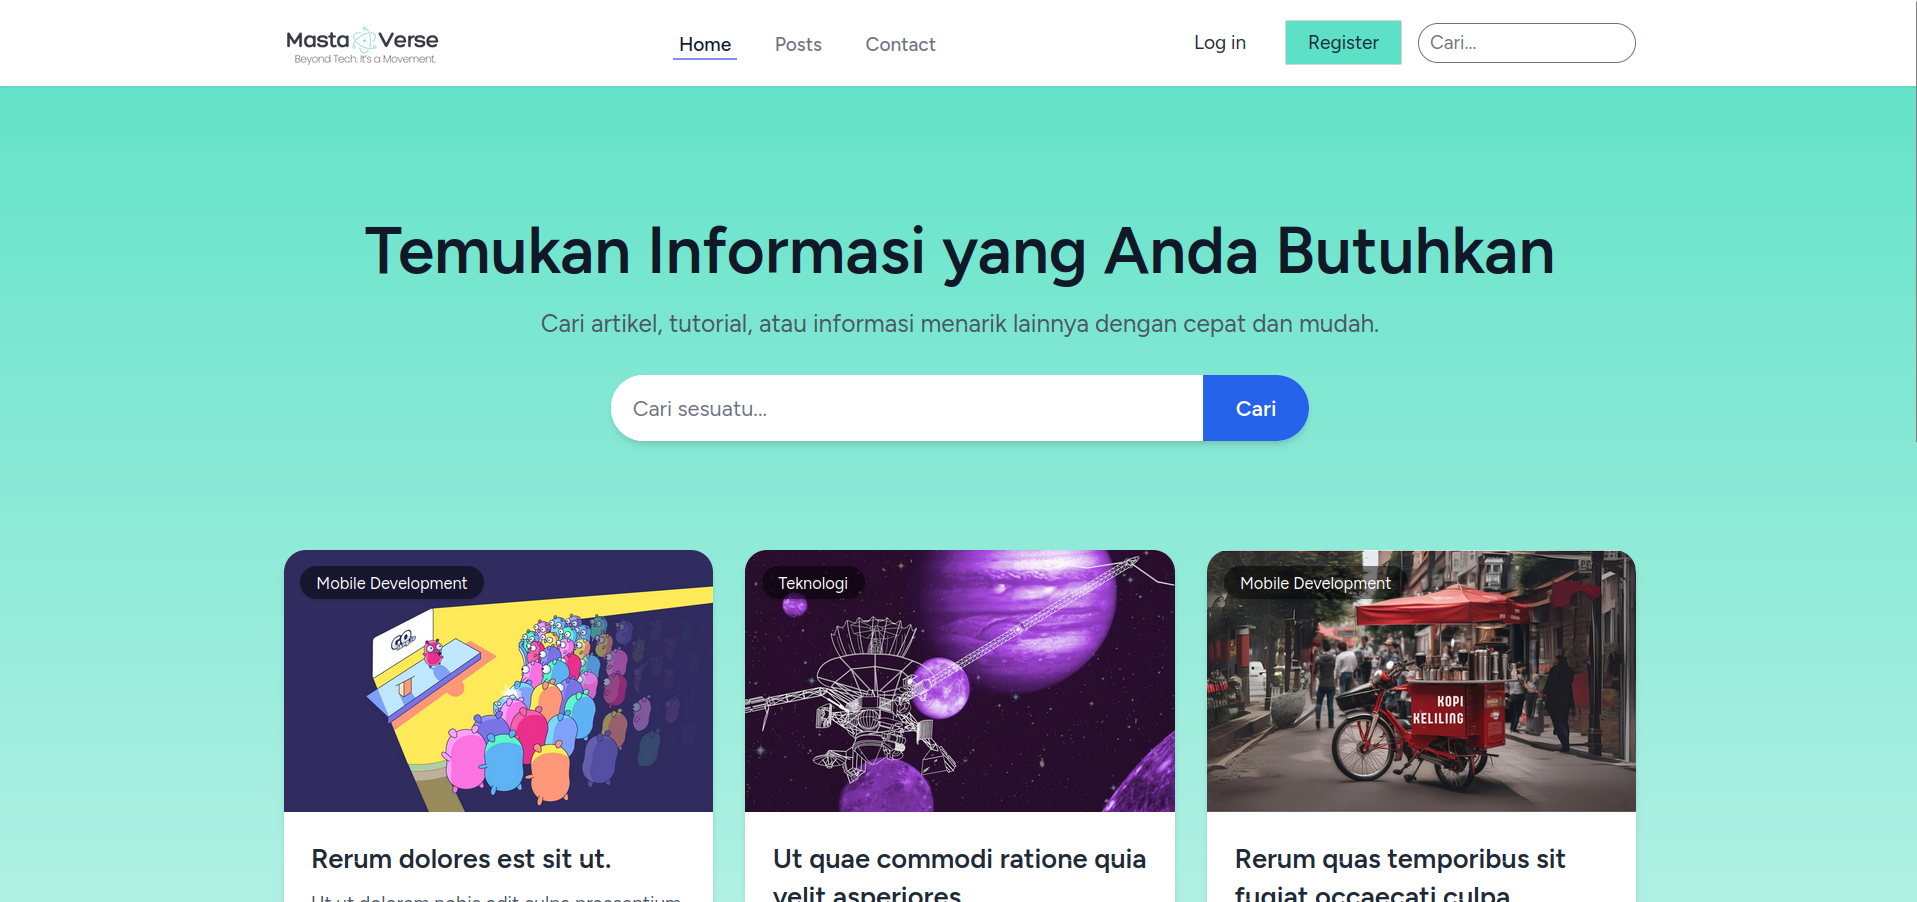 Masta Verse
Beyond Tech. It's a Movement.
Home
Posts
Contact
Log in
Register
Cari...
Temukan Informasi yang Anda Butuhkan
Cari artikel, tutorial, atau informasi menarik lainnya dengan cepat dan mudah.
Cari sesuatu...
Cari
Mobile Development
GO
Teknologi
Mobile Development
KOPI
KELILING
Rerum dolores est sit ut.
Ut quae commodi ratione quia
velit asperiores
Rerum quas temporibus sit
fugiat occaecati culpa